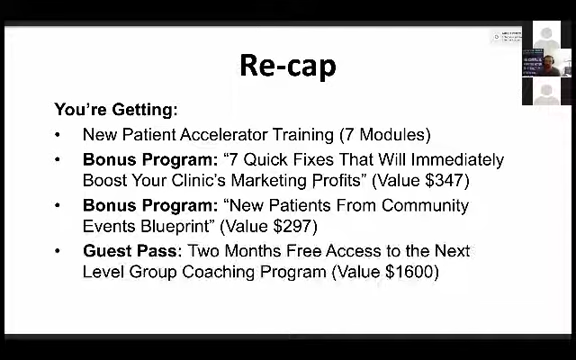 Re-cap
You're Getting:
• New Patient Accelerator Training (7 Modules)
• Bonus Program: “7 Quick Fixes That Will Immediately
Boost Your Clinic's Marketing Profits” (Value $347)
• Bonus Program: “New Patients From Community
Events Blueprint” (Value $297)
• Guest Pass: Two Months Free Access to the Next
Level Group Coaching Program (Value $1600)